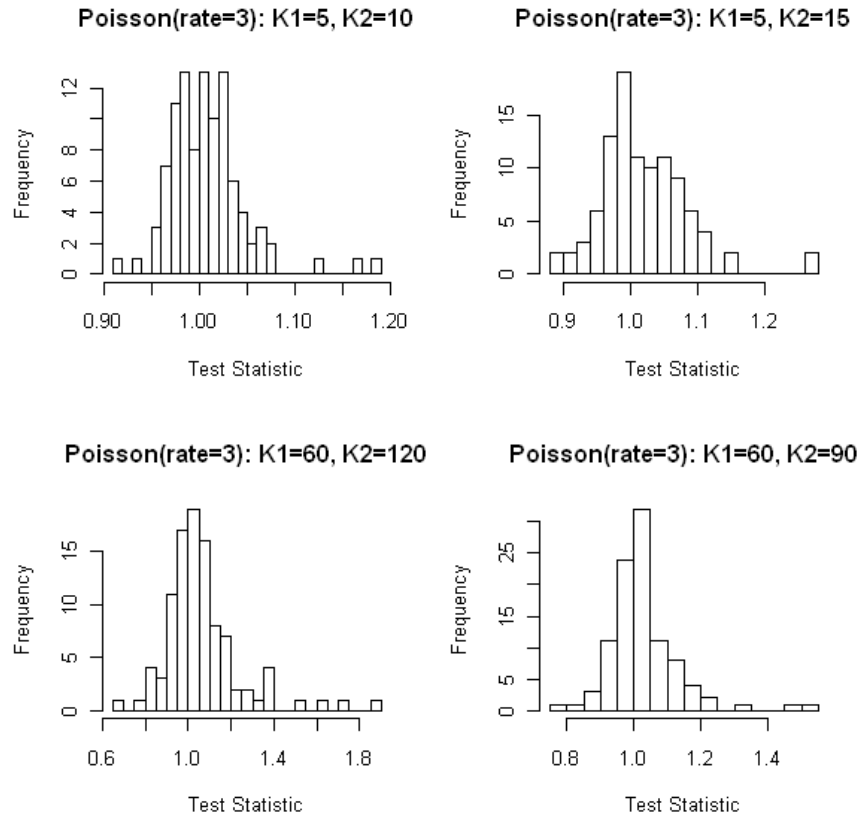 Poisson(rate=3): K1=5, K2=10
Frequency
0 2 4 6 8 12
0.90 1.00 1.10 1.20
Test Statistic
Poisson(rate=3): K1=5, K2=15
Frequency
0 5 10 15
0.9 1.0 1.1 1.2
Test Statistic
Poisson(rate=3): K1=60, K2=120
Frequency
0 5 10 15
0.6 1.0 1.4 1.8
Test Statistic
Poisson(rate=3): K1=60, K2=90
Frequency
0 5 15 25
0.8 1.0 1.2 1.4
Test Statistic